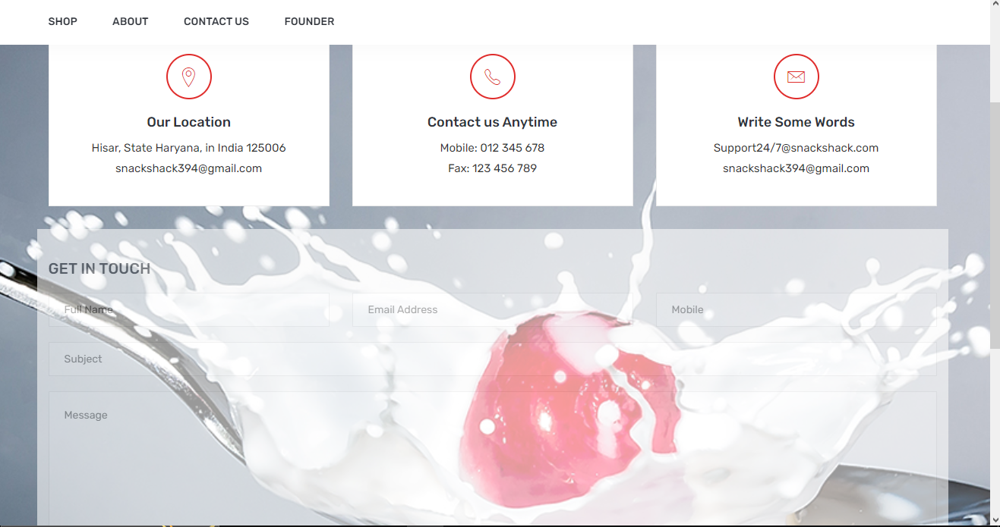 SHOP ABOUT CONTACT US FOUNDER
Our Location
Hisar, State Haryana, in India 125006
snackshack394@gmail.com
Contact us Anytime
Mobile: 012 345 678
Fax: 123 456 789
Write Some Words
Support24/7@snackshack.com
snackshack394@gmail.com
GET IN TOUCH
Full Name Email Address Mobile
Subject
Message